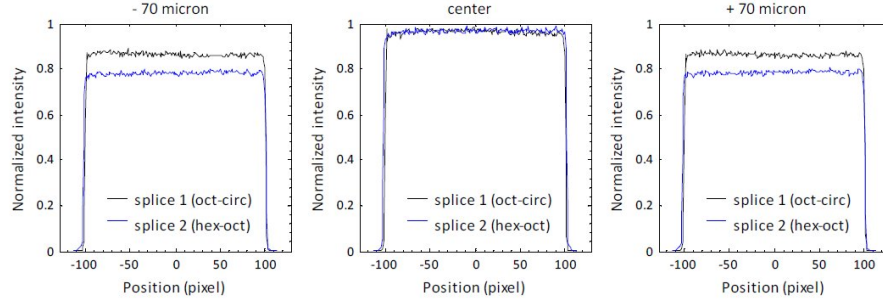 - 70 micron
center
+ 70 micron
Normalized intensity
1
0.8
0.6
0.4
0.2
0
splice 1 (oct-circ)
splice 2 (hex-oct)
-100 -50 0 50 100
Position (pixel)
Normalized intensity
1
0.8
0.6
0.4
0.2
0
splice 1 (oct-circ)
splice 2 (hex-oct)
-100 -50 0 50 100
Position (pixel)
Normalized intensity
1
0.8
0.6
0.4
0.2
0
splice 1 (oct-circ)
splice 2 (hex-oct)
-100 -50 0 50 100
Position (pixel)